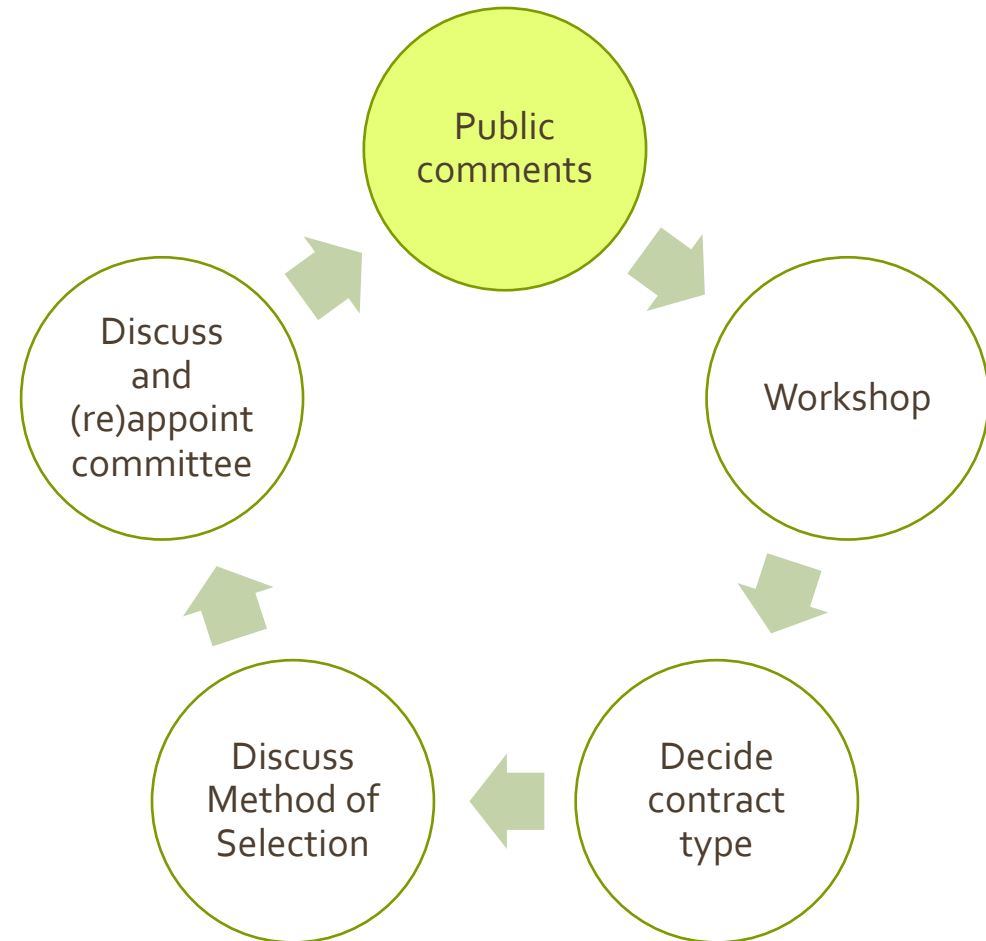 Public
comments
Workshop
Decide
contract
type
Discuss
Method of
Selection
Discuss
and
(re)appoint
committee